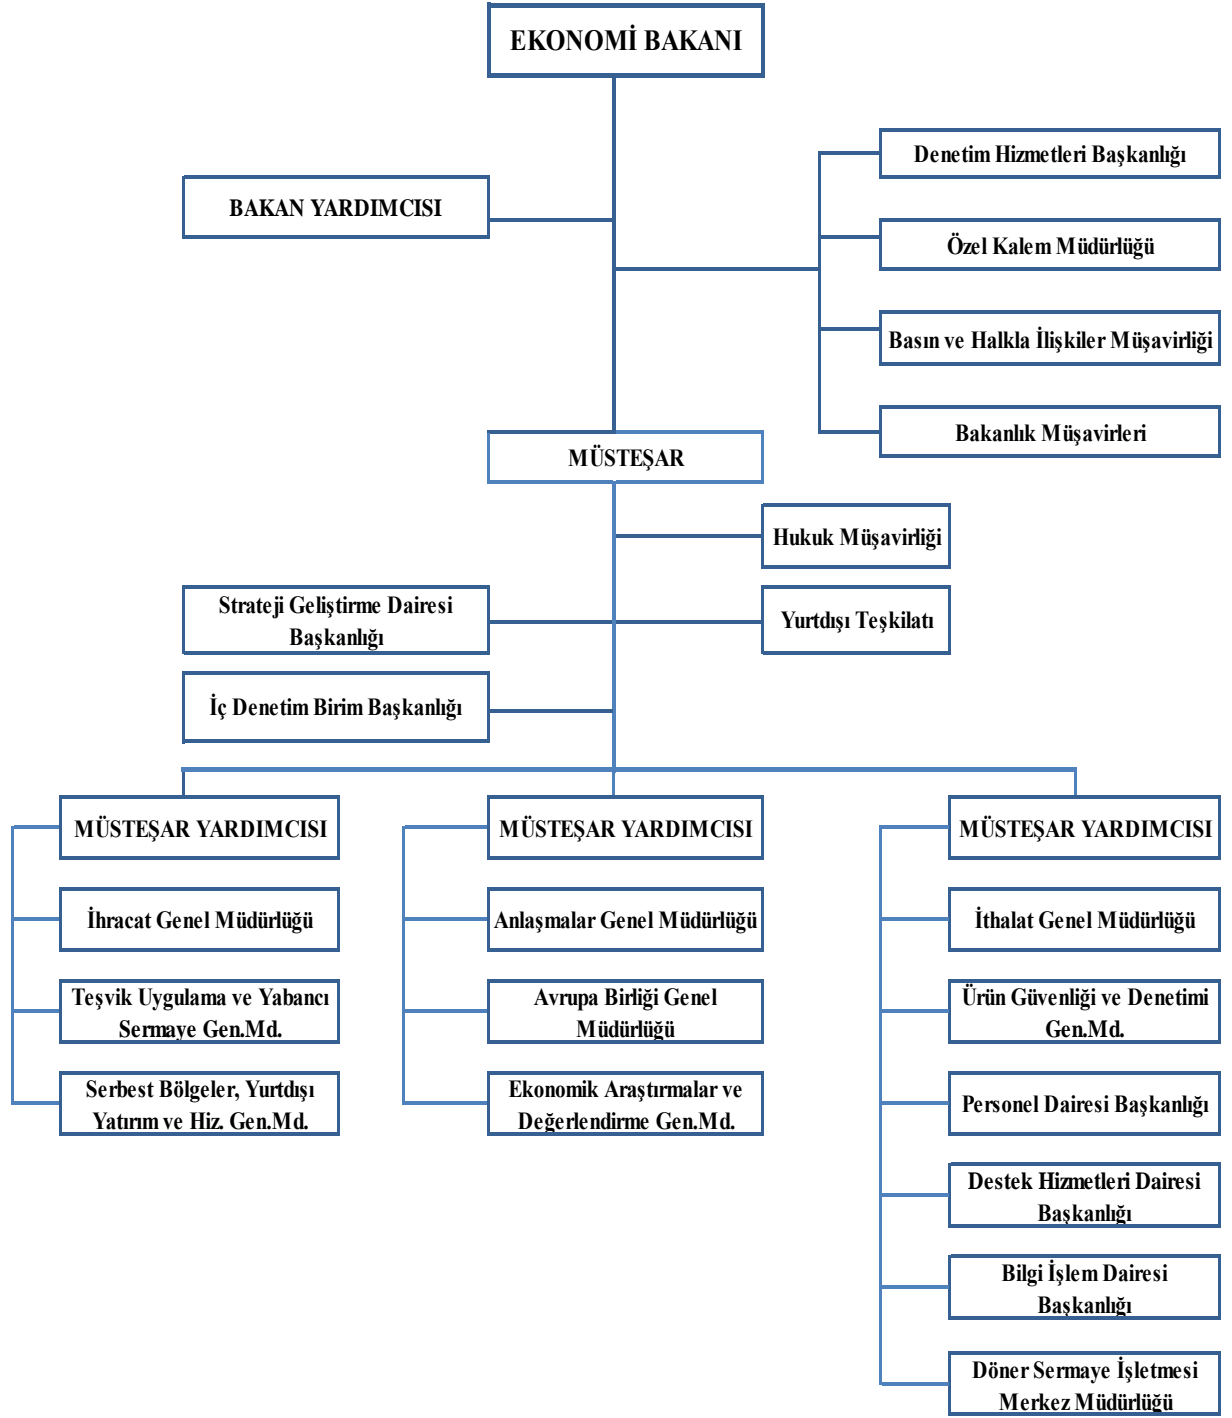 EKONOMİ BAKANI
Denetim Hizmetleri Başkanlığı
BAKAN YARDIMCISI
Özel Kalem Müdürlüğü
Basın ve Halkla İlişkiler Müşavirliği
Bakanlık Müşavirleri
MÜSTEŞAR
Hukuk Müşavirliği
Strateji Geliştirme Dairesi
Başkanlığı
Yurtdışı Teşkilatı
İç Denetim Birim Başkanlığı
MÜSTEŞAR YARDIMCISI
İhracat Genel Müdürlüğü
Teşvik Uygulama ve Yabancı
Sermaye Gen.Md.
Serbest Bölgeler, Yurtdışı
Yatırım ve Hiz. Gen.Md.
MÜSTEŞAR YARDIMCISI
Anlaşmalar Genel Müdürlüğü
Avrupa Birliği Genel
Müdürlüğü
Ekonomik Araştırmalar ve
Değerlendirme Gen.Md.
MÜSTEŞAR YARDIMCISI
İthalat Genel Müdürlüğü
Ürün Güvenliği ve Denetimi
Gen.Md.
Personel Dairesi Başkanlığı
Destek Hizmetleri Dairesi
Başkanlığı
Bilgi İşlem Dairesi
Başkanlığı
Döner Sermaye İşletmesi
Merkez Müdürlüğü